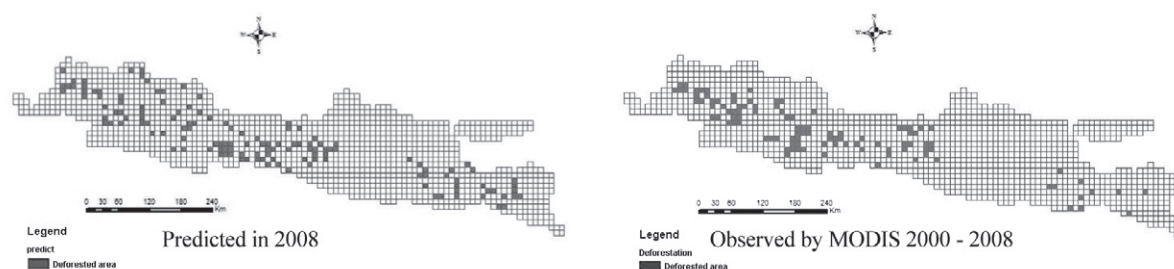 N
W E
S
0 30 60 120 180 240
Km
Legend
predict
Deforested area
Predicted in 2008
N
W E
S
0 30 60 120 180 240
Km
Legend
Deforestation
Deforested area
Observed by MODIS 2000 - 2008